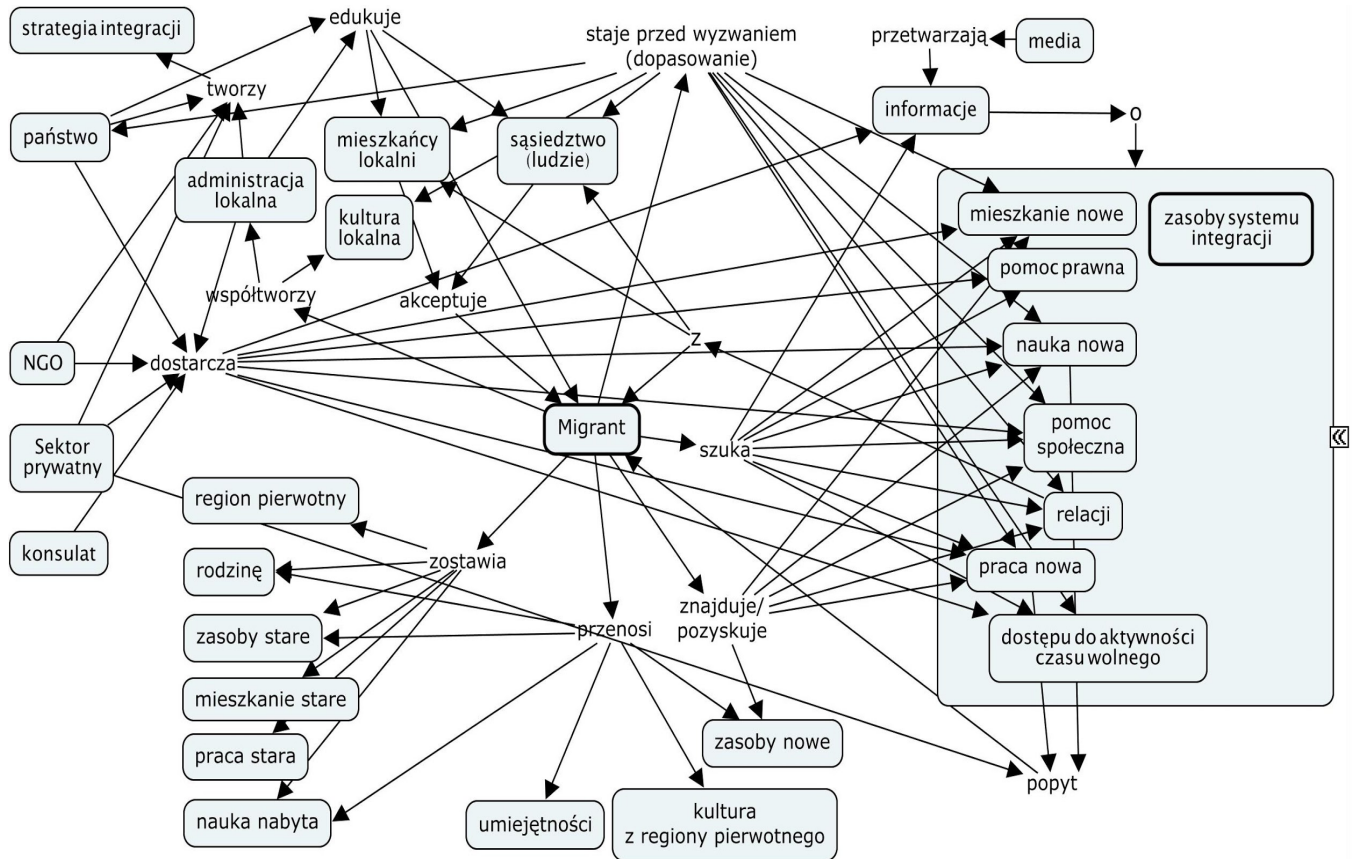 strategia integracji
edukuje
staje przed wyzwaniem
(dopasowanie)
przetwarzają
media
tworzy
informacje
o
państwo
mieszkańcy
lokalni
sąsiedztwo
(ludzie)
administracja
lokalna
kultura
lokalna
mieszkanie nowe
zasoby systemu
integracji
pomoc prawna
współtworzy
akceptuje
z
nauka nowa
NGO
dostarcza
Migrant
szuka
pomoc
społeczna
Sektor
prywatny
region pierwotny
relacji
konsulat
rodzinę
zostawia
praca nowa
zasoby stare
przenosi
znajduje/
pozyskuje
dostępu do aktywności
czasu wolnego
mieszkanie stare
praca stara
zasoby nowe
popyt
nauka nabyta
umiejętności
kultura
z regiony pierwotnego